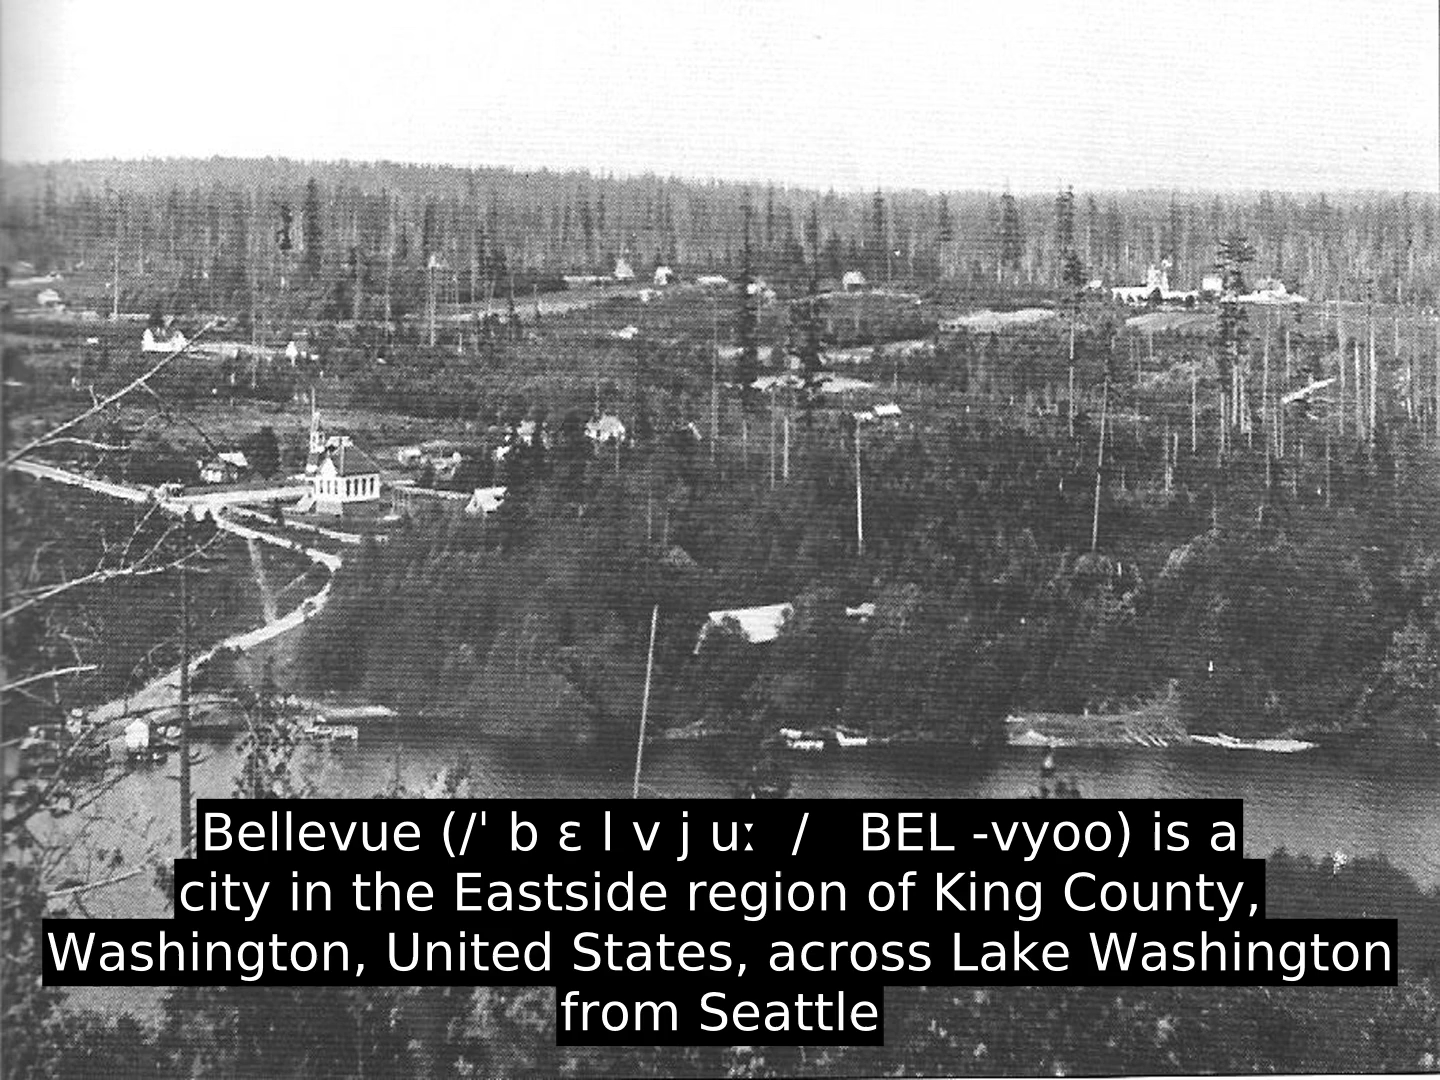 Bellevue (/ˈ b ɛ l v j uː / BEL -vyoo) is a
city in the Eastside region of King County,
Washington, United States, across Lake Washington
from Seattle